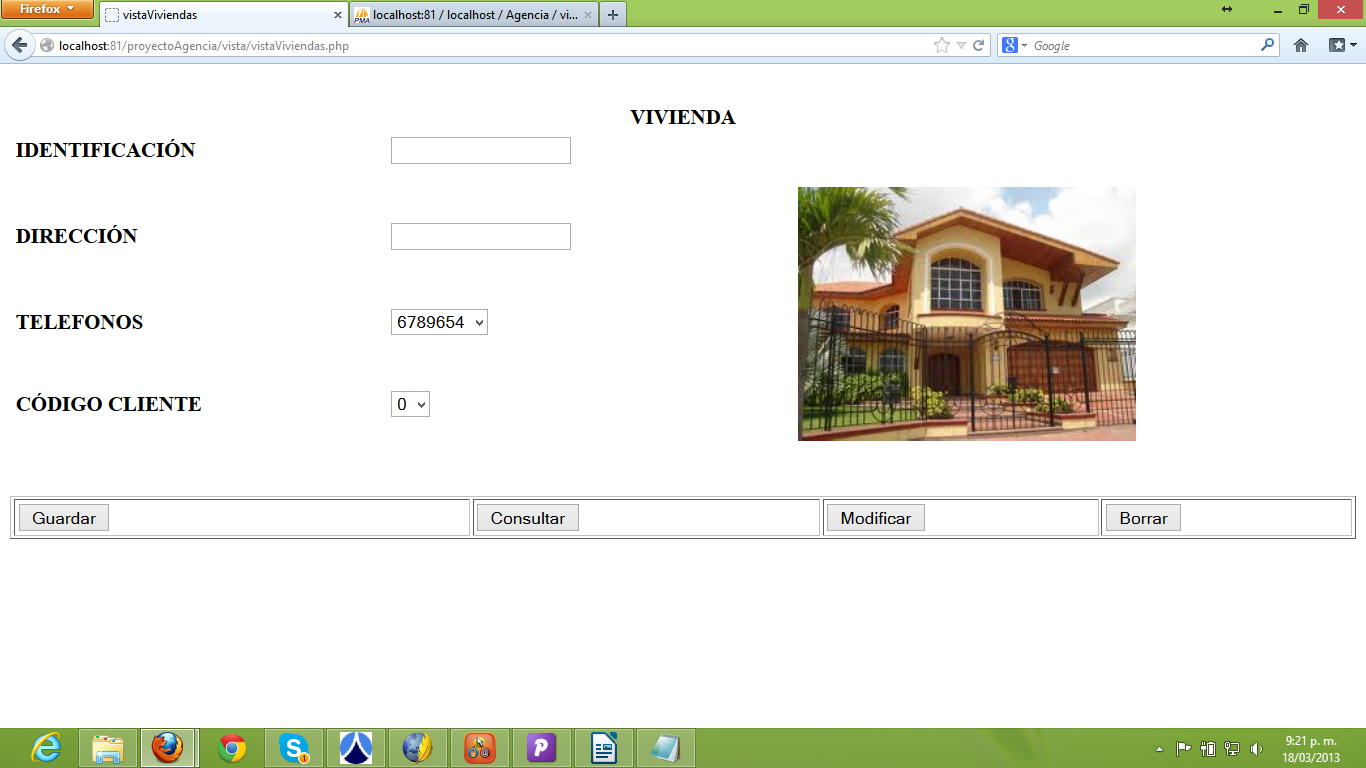 Firefox
vistaViviendas
localhost:81 / localhost / Agencia / vi...
localhost:81/proyectoAgencia/vista/vistaViviendas.php
Google
VIVIENDA
IDENTIFICACIÓN
DIRECCIÓN
TELEFONOS
6789654
CÓDIGO CLIENTE
0
Guardar
Consultar
Modificar
Borrar
9:21 p. m.
18/03/2013